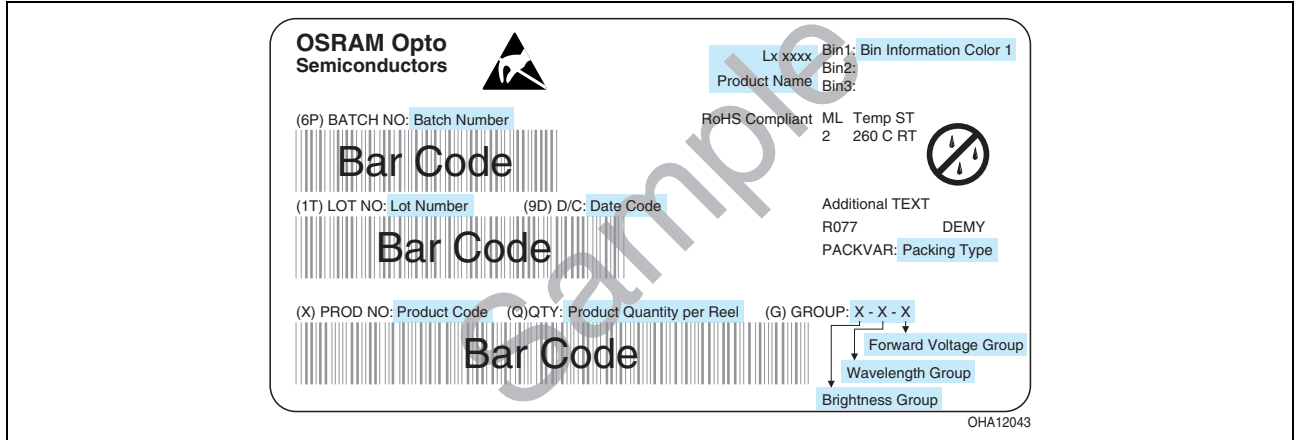 OSRAM Opto
Semiconductors
Lx xxxx
Product Name
Bin1: Bin Information Color 1
Bin2:
Bin3:
(6P) BATCH NO: Batch Number
Bar Code
RoHS Compliant
ML Temp ST
2 260 C RT
(1T) LOT NO: Lot Number (9D) D/C: Date Code
Bar Code
Additional TEXT
R077 DEMY
PACKVAR: Packing Type
(X) PROD NO: Product Code (Q)QTY: Product Quantity per Reel (G) GROUP: X - X - X
Bar Code
Forward Voltage Group
Wavelength Group
Brightness Group
Sample
OHA12043